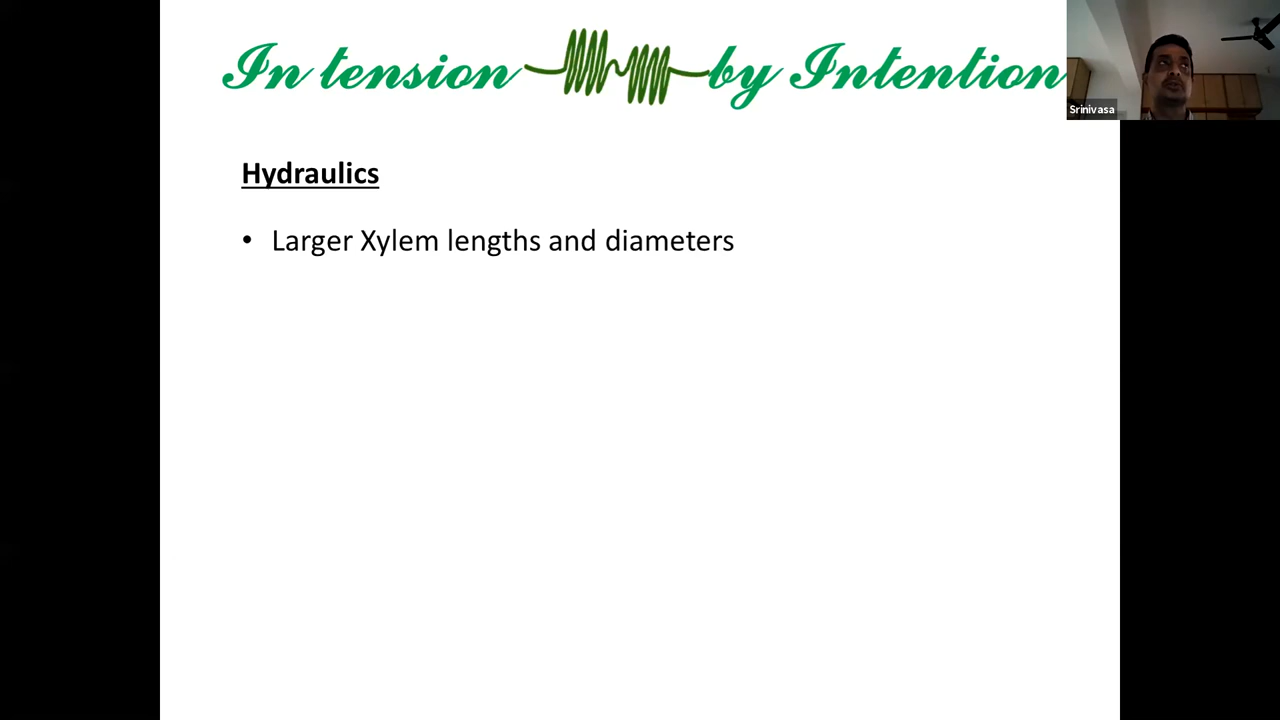 In tension by Intention
Srinivasa
Hydraulics
• Larger Xylem lengths and diameters